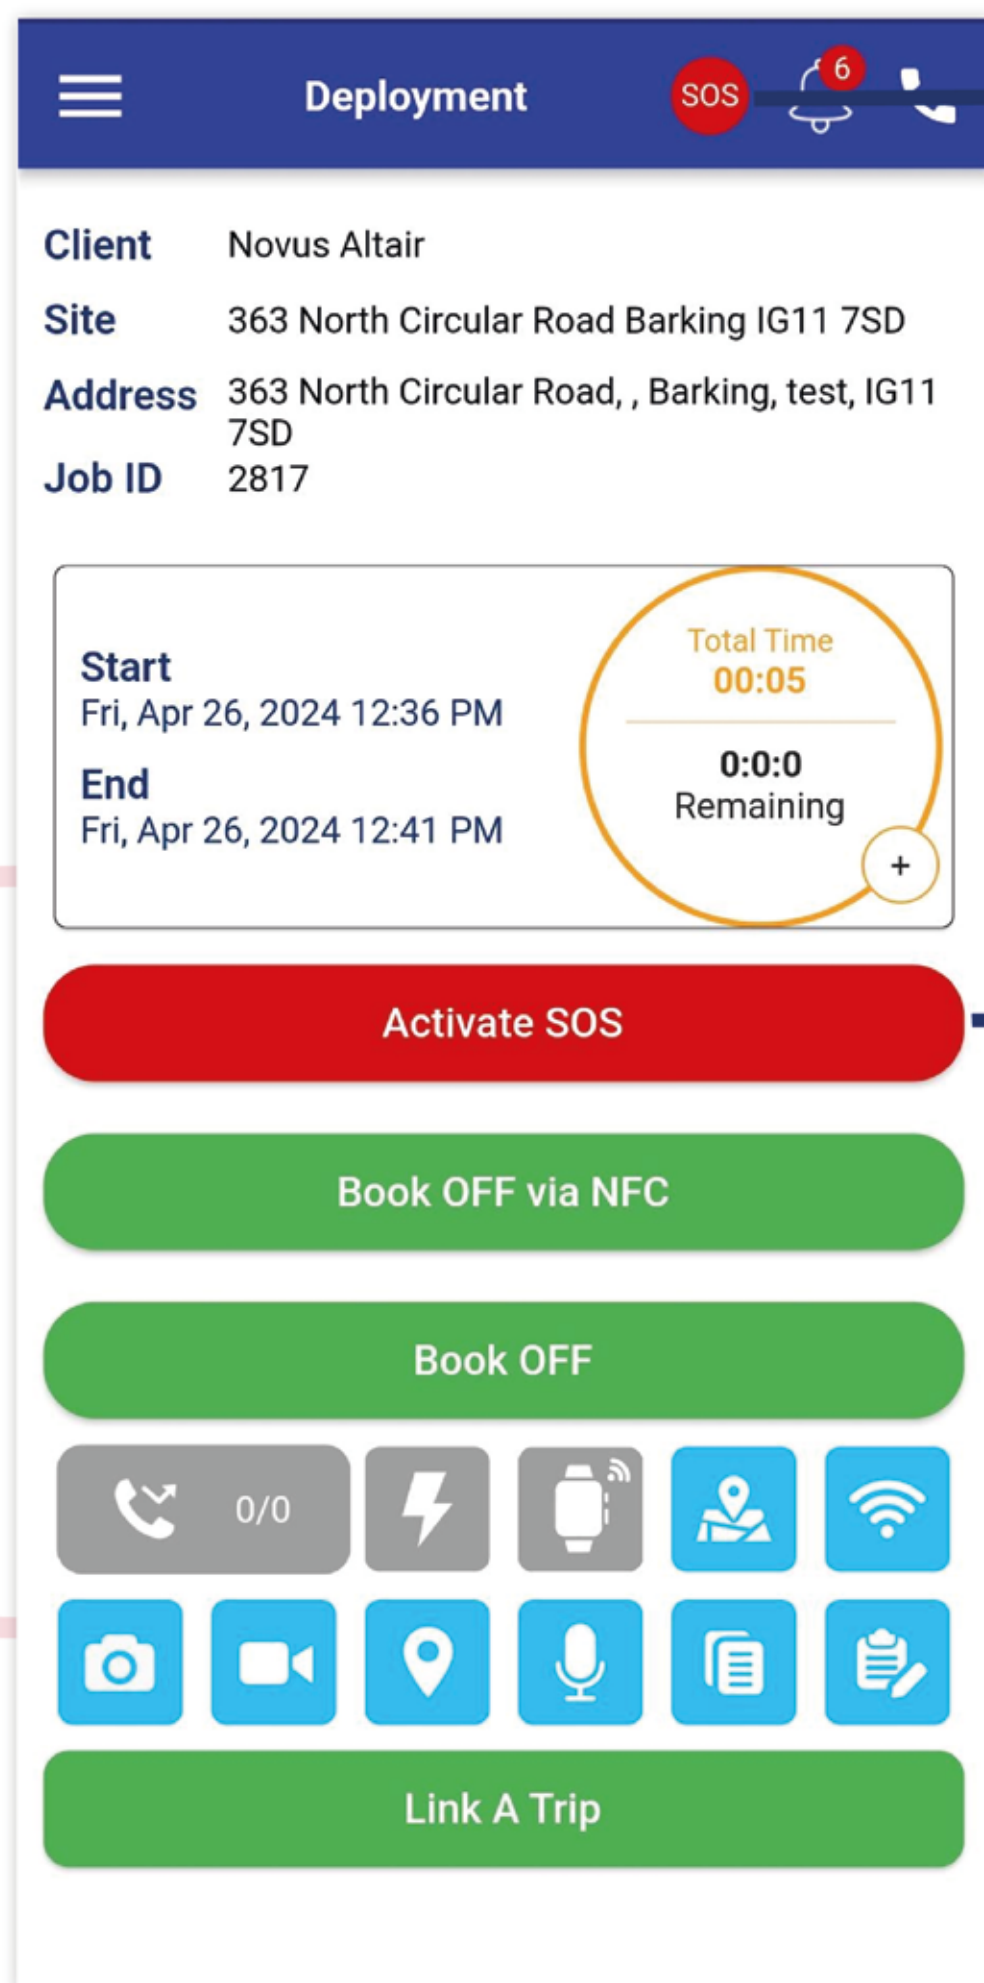 Deployment
SOS
6
Client Novus Altair
Site 363 North Circular Road Barking IG11 7SD
Address 363 North Circular Road, , Barking, test, IG11
7SD
Job ID 2817
Start
Fri, Apr 26, 2024 12:36 PM
End
Fri, Apr 26, 2024 12:41 PM
Total Time
00:05
0:0:0
Remaining
+
Activate SOS
Book OFF via NFC
Book OFF
0/0
Link A Trip